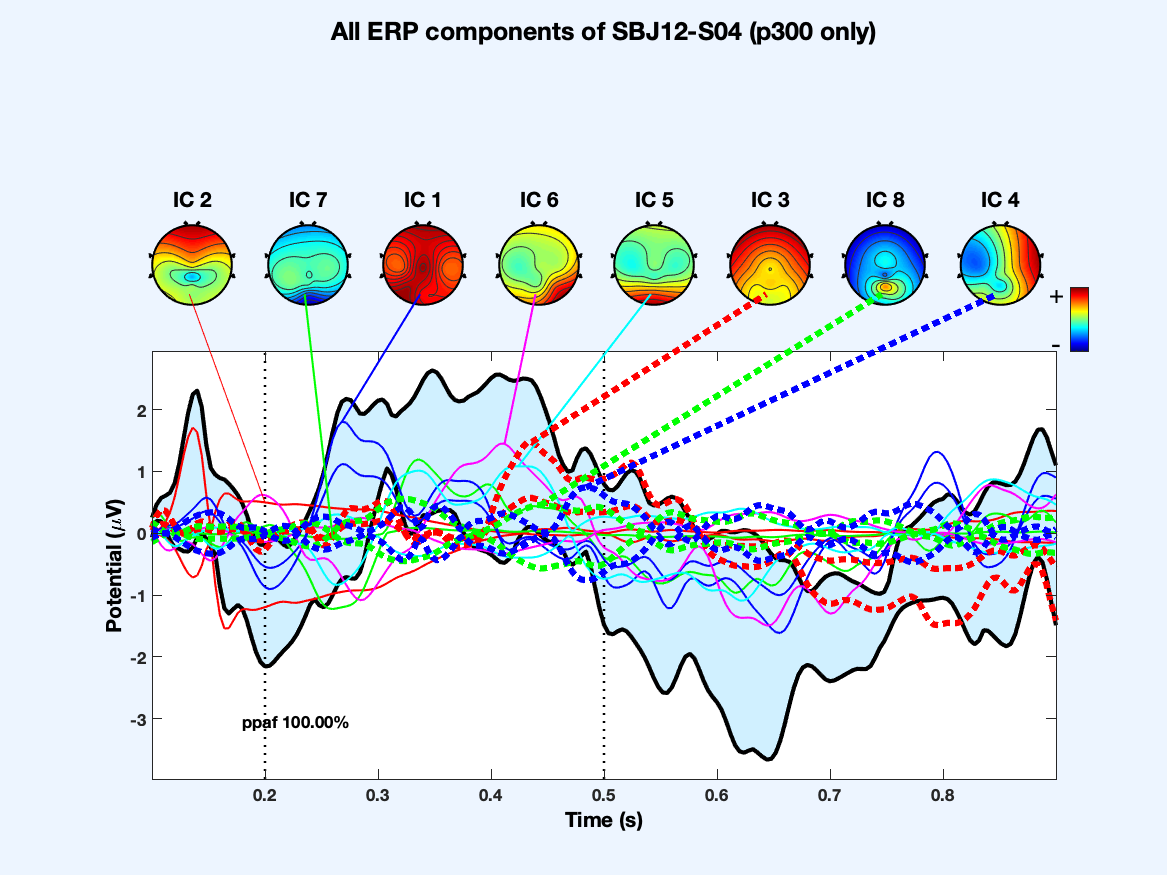 All ERP components of SBJ12-S04 (p300 only)
IC 2 IC 7 IC 1 IC 6 IC 5 IC 3 IC 8 IC 4
+
-
2
1
0
-1
-2
-3
Potential (μV)
ppaf 100.00%
0.2 0.3 0.4 0.5 0.6 0.7 0.8
Time (s)